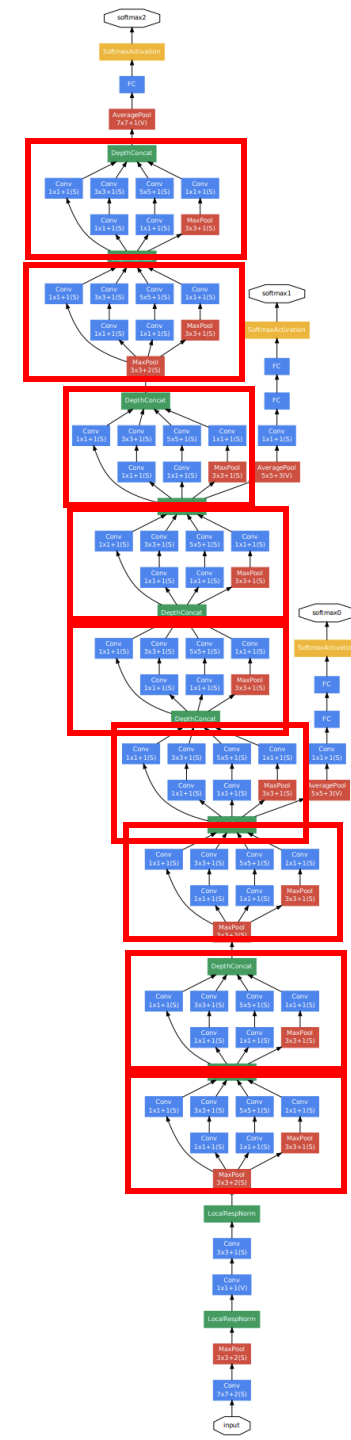 softmax2
SoftmaxActivation
FC
AveragePool
7x7+1(V)
DepthConcat
Conv Conv Conv Conv
1x1+1(S) 3x3+1(S) 5x5+1(S) 1x1+1(S)
Conv Conv MaxPool
1x1+1(S) 1x1+1(S) 3x3+1(S)
Conv Conv Conv Conv
1x1+1(S) 3x3+1(S) 5x5+1(S) 1x1+1(S)
softmax1
Conv Conv MaxPool
1x1+1(S) 1x1+1(S) 3x3+1(S)
SoftmaxActivation
MaxPool
3x3+2(S)
FC
DepthConcat
FC
Conv Conv Conv Conv Conv
1x1+1(S) 3x3+1(S) 5x5+1(S) 1x1+1(S) 1x1+1(S)
Conv Conv MaxPool AveragePool
1x1+1(S) 1x1+1(S) 3x3+1(S) 5x5+3(V)
Conv Conv Conv Conv
1x1+1(S) 3x3+1(S) 5x5+1(S) 1x1+1(S)
Conv Conv MaxPool
1x1+1(S) 1x1+1(S) 3x3+1(S)
DepthConcat
softmax0
Conv Conv Conv Conv
1x1+1(S) 3x3+1(S) 5x5+1(S) 1x1+1(S)
SoftmaxActivation
Conv Conv MaxPool
1x1+1(S) 1x1+1(S) 3x3+1(S)
FC
DepthConcat
FC
Conv Conv Conv Conv Conv
1x1+1(S) 3x3+1(S) 5x5+1(S) 1x1+1(S) 1x1+1(S)
Conv Conv MaxPool AveragePool
1x1+1(S) 1x1+1(S) 3x3+1(S) 5x5+3(V)
Conv Conv Conv Conv
1x1+1(S) 3x3+1(S) 5x5+1(S) 1x1+1(S)
Conv Conv MaxPool
1x1+1(S) 1x1+1(S) 3x3+1(S)
MaxPool
3x3+2(S)
DepthConcat
Conv Conv Conv Conv
1x1+1(S) 3x3+1(S) 5x5+1(S) 1x1+1(S)
Conv Conv MaxPool
1x1+1(S) 1x1+1(S) 3x3+1(S)
Conv Conv Conv Conv
1x1+1(S) 3x3+1(S) 5x5+1(S) 1x1+1(S)
Conv Conv MaxPool
1x1+1(S) 1x1+1(S) 3x3+1(S)
MaxPool
3x3+2(S)
LocalRespNorm
Conv
3x3+1(S)
Conv
1x1+1(V)
LocalRespNorm
MaxPool
3x3+2(S)
Conv
7x7+2(S)
input